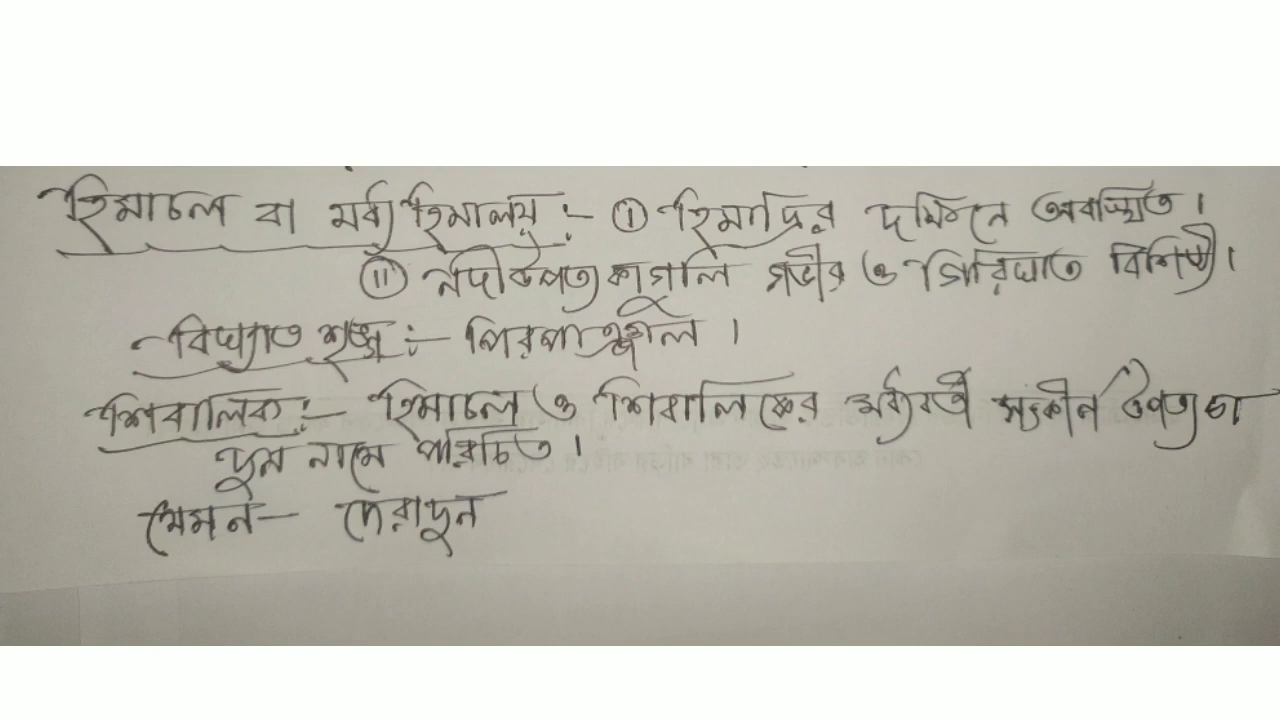 হিমাচল বা মধ্য হিমালয় :- ⓘ হিমাদ্রির দক্ষিনে অবস্থিত।
ⓘⓘ নদীউপত্যকাগুলি গভীর ও গিরিখাত বিশিষ্ট।
- বিখ্যাত শৃঙ্গ :- পিরপাঞ্জাল।
শিবালিক :- হিমাচল ও শিবালিকের মধ্যবর্তী সংকীর্ন উপত্যকা
দুন নামে পরিচিত।
যেমন - দেরাদুন